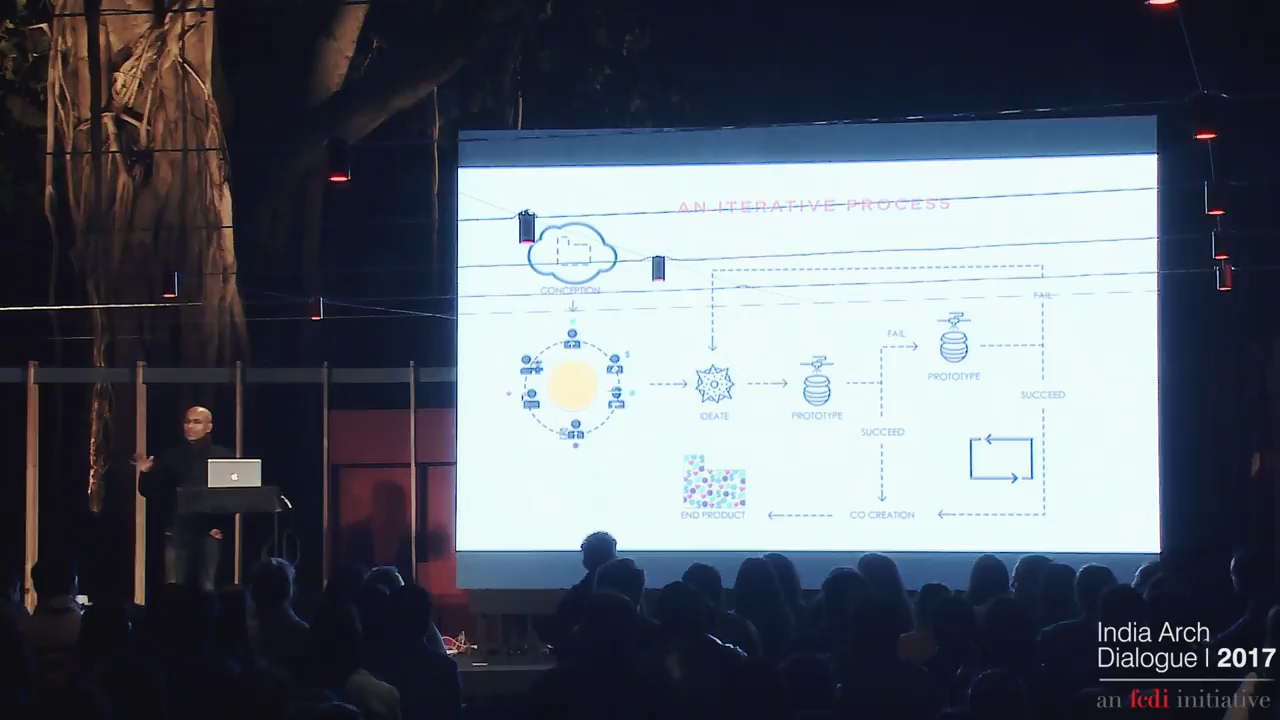 AN ITERATIVE PROCESS
CONCEPTION
FAIL
FAIL
PROTOTYPE
SUCCEED
IDEATE
PROTOTYPE
SUCCEED
END PRODUCT
CO CREATION
India Arch
Dialogue | 2017
an fcdi initiative